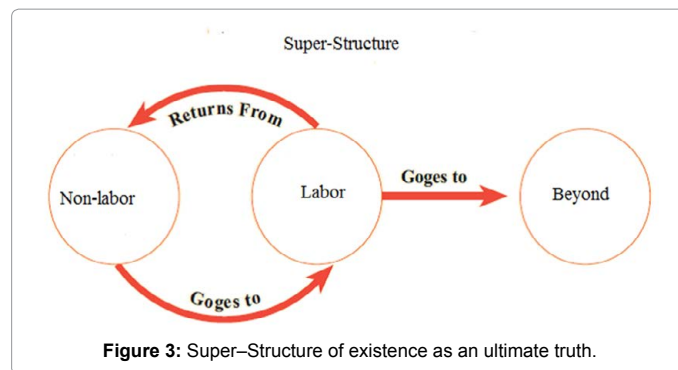 Super-Structure
Returns From
Non-labor
Labor
Goges to
Beyond
Goges to
Figure 3: Super–Structure of existence as an ultimate truth.